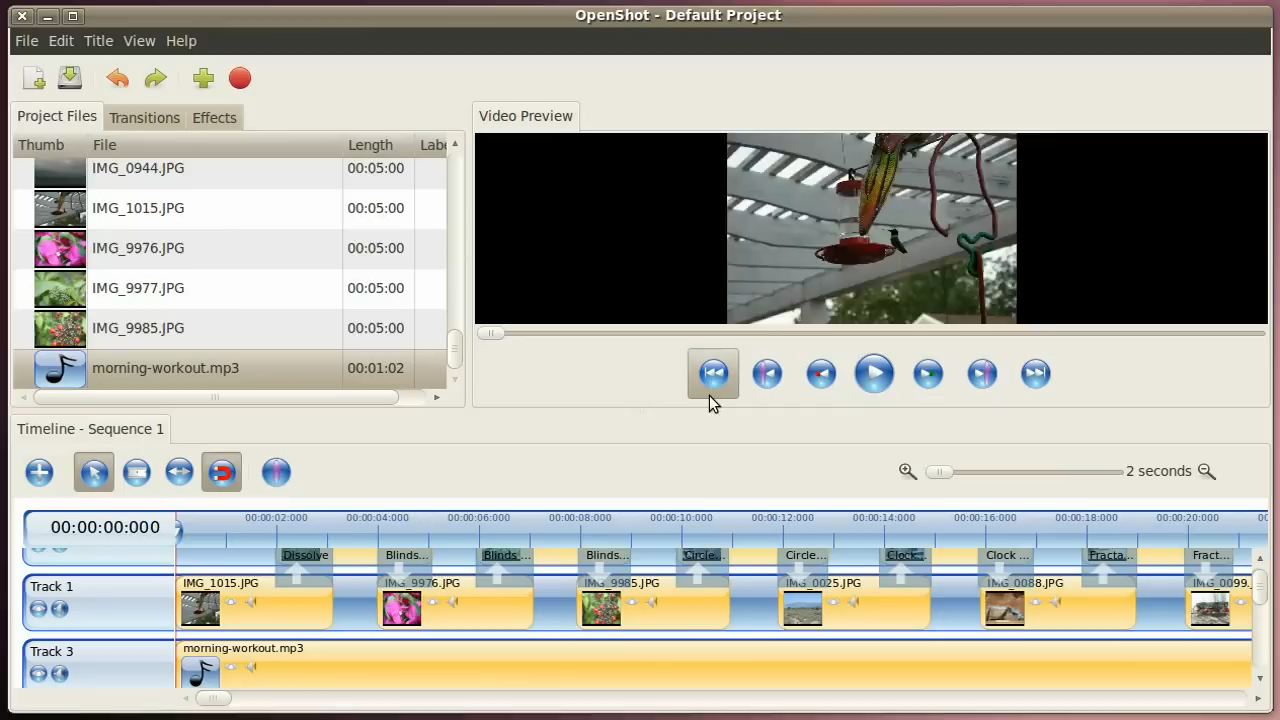 OpenShot - Default Project
File Edit Title View Help
Project Files Transitions Effects
Video Preview
Thumb File Length Labe
IMG_0944.JPG 00:05:00
IMG_1015.JPG 00:05:00
IMG_9976.JPG 00:05:00
IMG_9977.JPG 00:05:00
IMG_9985.JPG 00:05:00
morning-workout.mp3 00:01:02
Timeline - Sequence 1
2 seconds
00:00:00:000 00:00:02:000 00:00:04:000 00:00:06:000 00:00:08:000 00:00:10:000 00:00:12:000 00:00:14:000 00:00:16:000 00:00:18:000 00:00:20:000 00
Dissolve Blinds... Blinds ... Blinds... Circle... Circle... Clock... Clock ... Fracta... Fract...
Track 1 IMG_1015.JPG IMG_9976.JPG IMG_9985.JPG IMG_0025.JPG IMG_0088.JPG IMG_0099.
Track 3 morning-workout.mp3